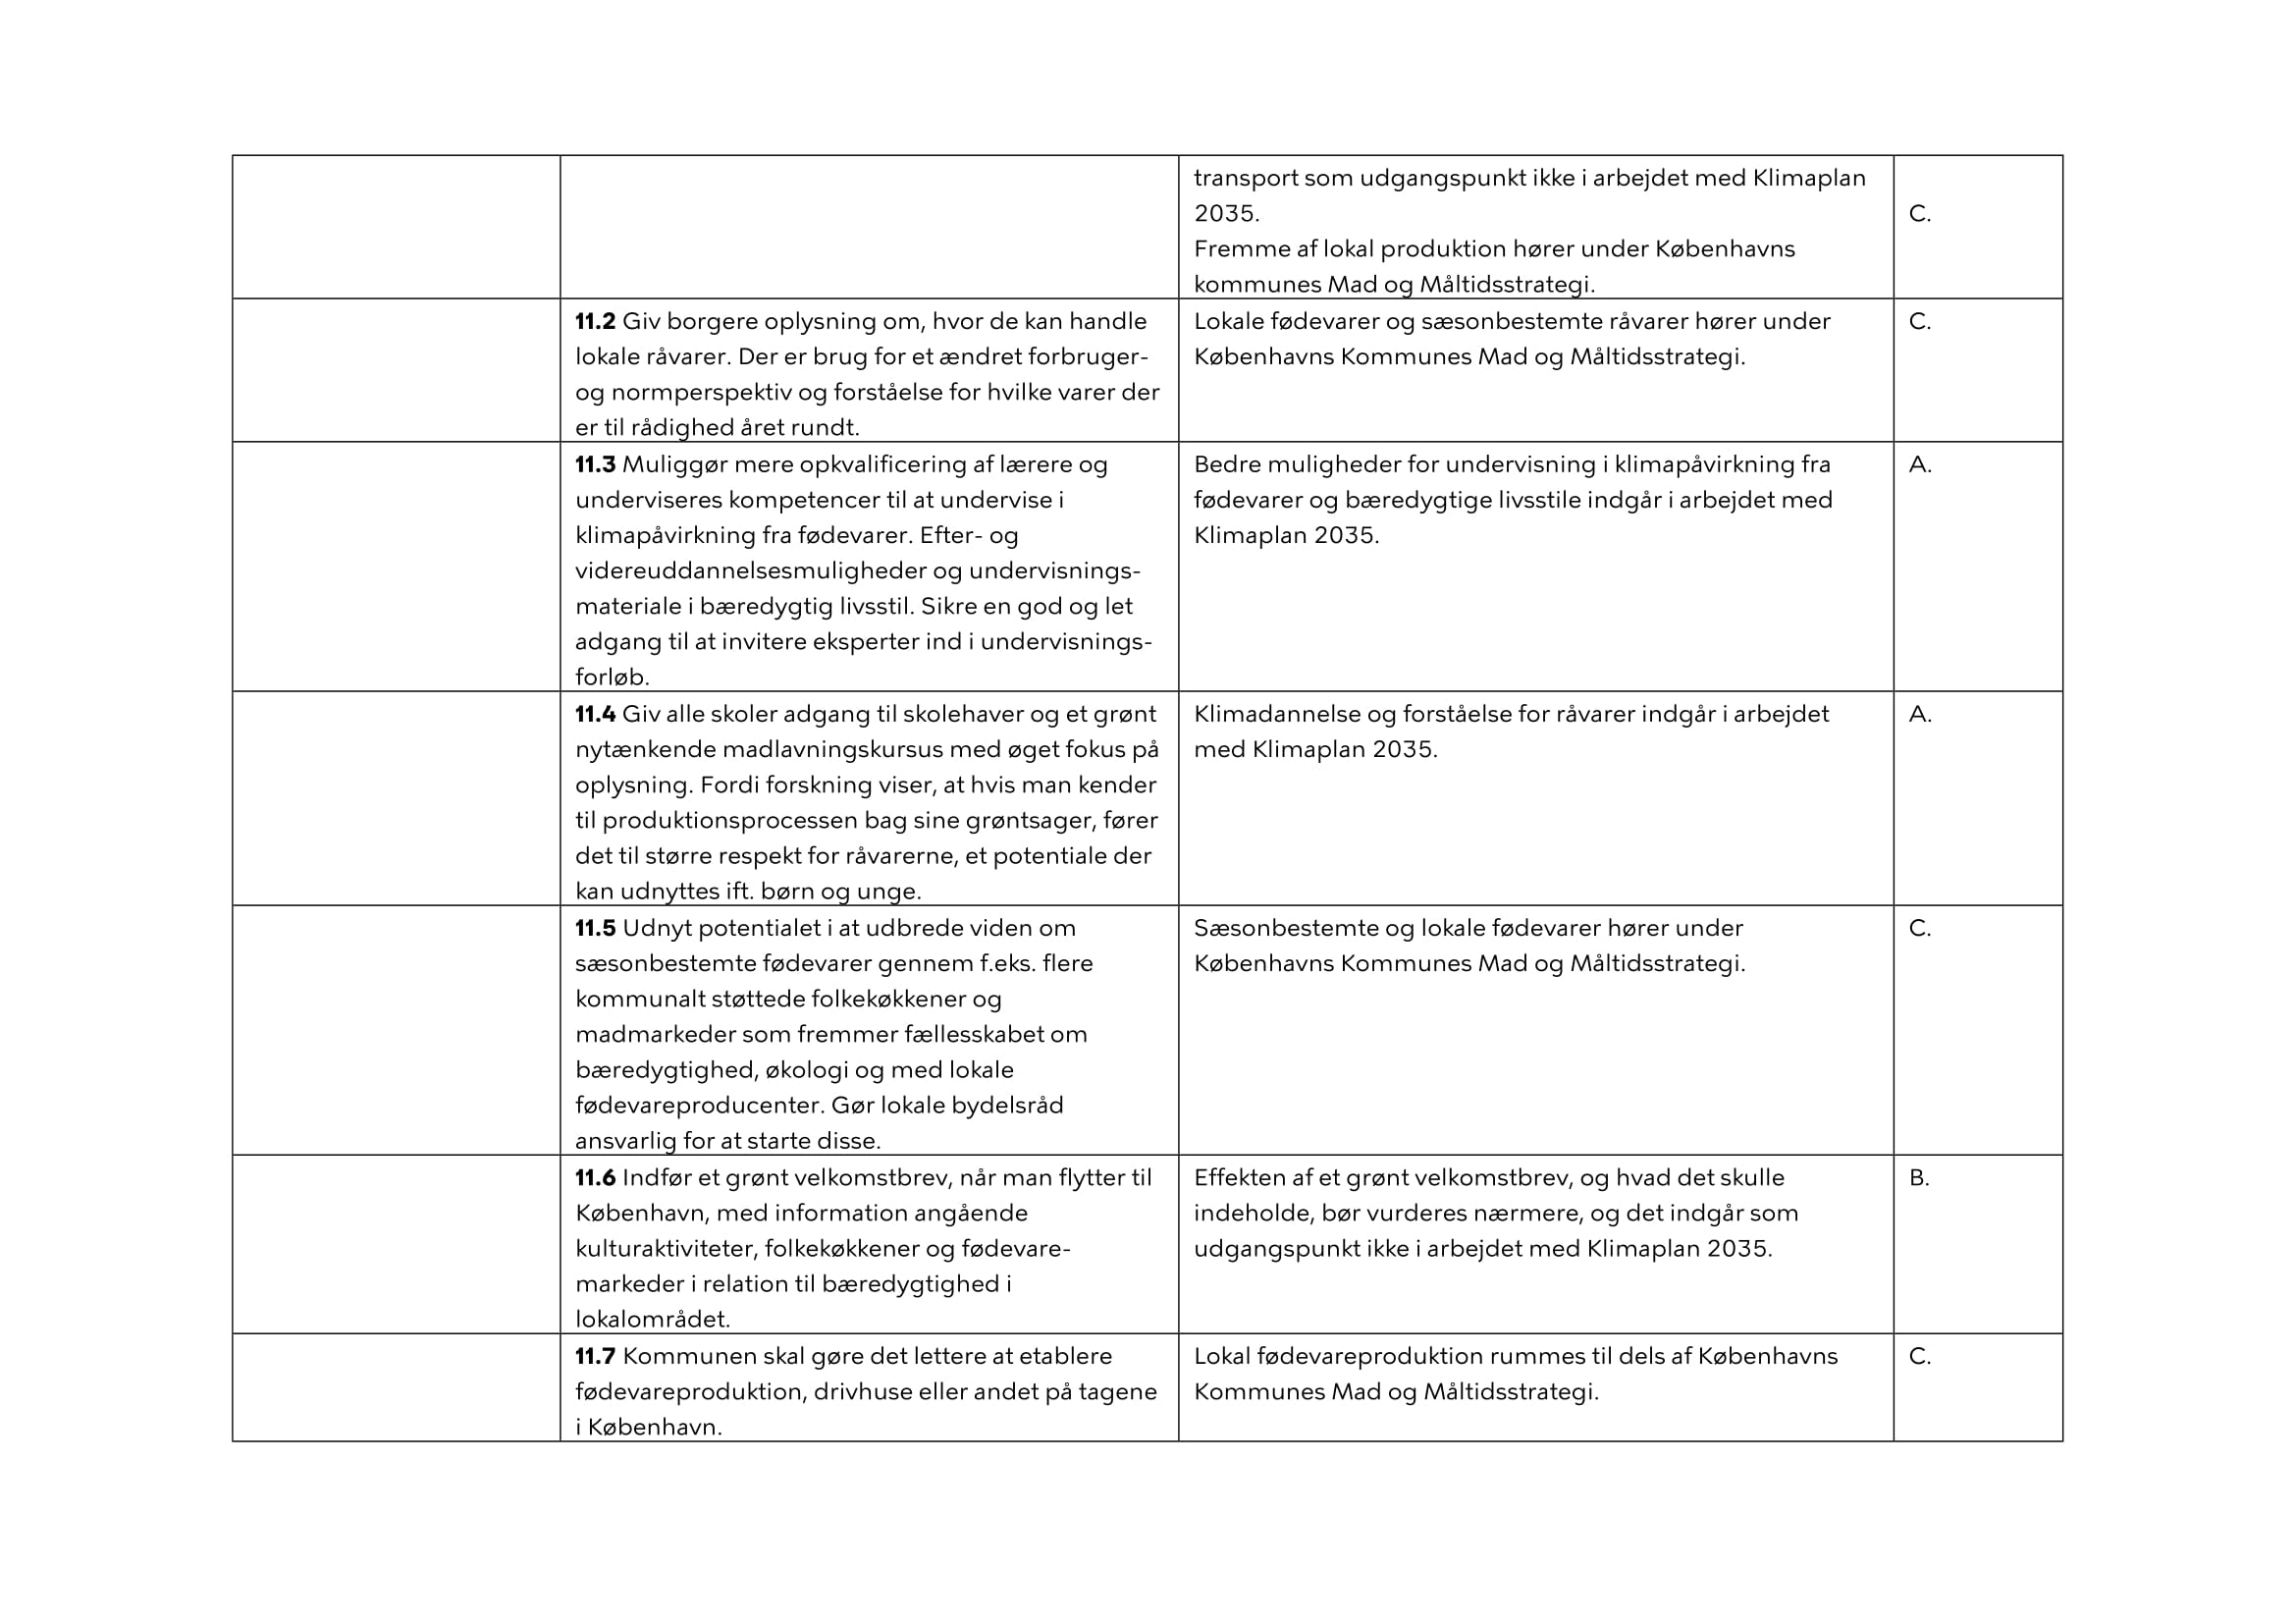 transport som udgangspunkt ikke i arbejdet med Klimaplan
2035.
Fremme af lokal produktion hører under Københavns
kommunes Mad og Måltidsstrategi.
C.
11.2 Giv borgere oplysning om, hvor de kan handle
lokale råvarer. Der er brug for et ændret forbruger-
og normperspektiv og forståelse for hvilke varer der
er til rådighed året rundt.
Lokale fødevarer og sæsonbestemte råvarer hører under
Københavns Kommunes Mad og Måltidsstrategi.
C.
11.3 Muliggør mere opkvalificering af lærere og
underviseres kompetencer til at undervise i
klimapåvirkning fra fødevarer. Efter- og
videreuddannelsesmuligheder og undervisnings-
materiale i bæredygtig livsstil. Sikre en god og let
adgang til at invitere eksperter ind i undervisnings-
forløb.
Bedre muligheder for undervisning i klimapåvirkning fra
fødevarer og bæredygtige livsstile indgår i arbejdet med
Klimaplan 2035.
A.
11.4 Giv alle skoler adgang til skolehaver og et grønt
nytænkende madlavningskursus med øget fokus på
oplysning. Fordi forskning viser, at hvis man kender
til produktionsprocessen bag sine grøntsager, fører
det til større respekt for råvarerne, et potentiale der
kan udnyttes ift. børn og unge.
Klimadannelse og forståelse for råvarer indgår i arbejdet
med Klimaplan 2035.
A.
11.5 Udnyt potentialet i at udbrede viden om
sæsonbestemte fødevarer gennem f.eks. flere
kommunalt støttede folkekøkkener og
madmarkeder som fremmer fællesskabet om
bæredygtighed, økologi og med lokale
fødevareproducenter. Gør lokale bydelsråd
ansvarlig for at starte disse.
Sæsonbestemte og lokale fødevarer hører under
Københavns Kommunes Mad og Måltidsstrategi.
C.
11.6 Indfør et grønt velkomstbrev, når man flytter til
København, med information angående
kulturaktiviteter, folkekøkkener og fødevare-
markeder i relation til bæredygtighed i
lokalområdet.
Effekten af et grønt velkomstbrev, og hvad det skulle
indeholde, bør vurderes nærmere, og det indgår som
udgangspunkt ikke i arbejdet med Klimaplan 2035.
B.
11.7 Kommunen skal gøre det lettere at etablere
fødevareproduktion, drivhuse eller andet på tagene
i København.
Lokal fødevareproduktion rummes til dels af Københavns
Kommunes Mad og Måltidsstrategi.
C.